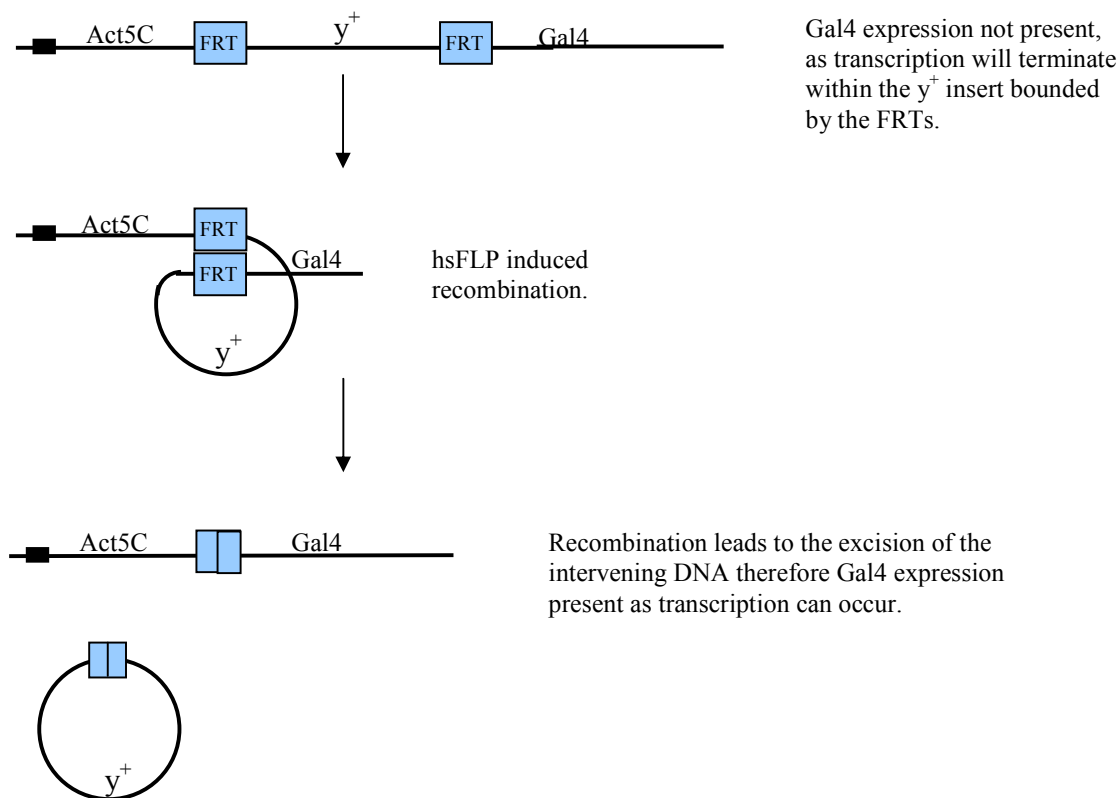 Act5C FRT y+ FRT Gal4
Gal4 expression not present,
as transcription will terminate
within the y+ insert bounded
by the FRTs.
Act5C FRT
FRT Gal4
y+
hsFLP induced
recombination.
Act5C Gal4
Recombination leads to the excision of the
intervening DNA therefore Gal4 expression
present as transcription can occur.
y+